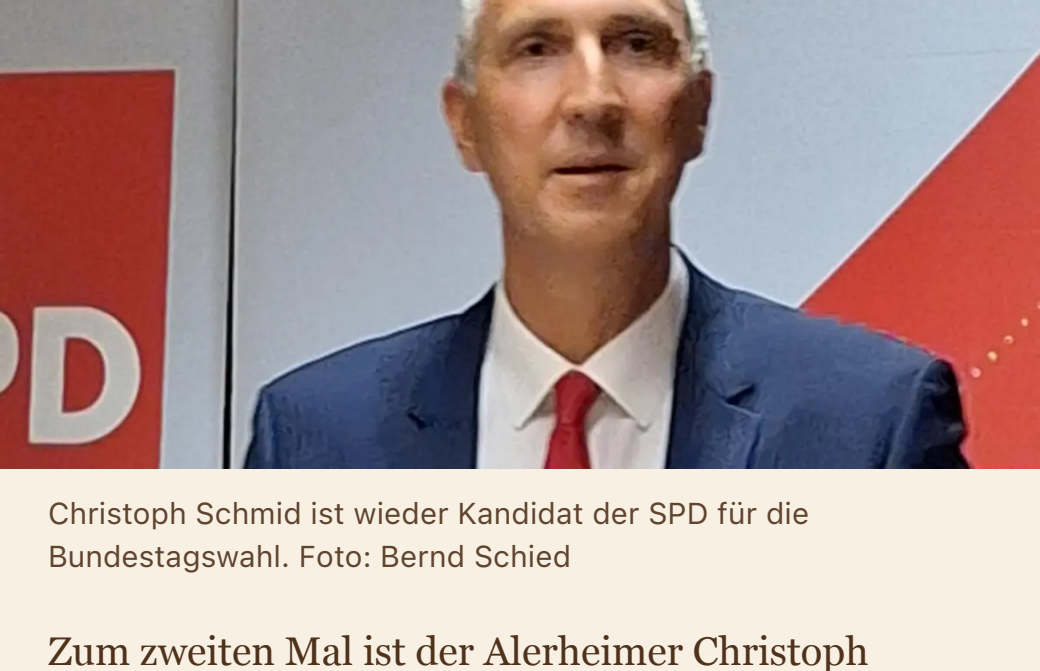 PD
Christoph Schmid ist wieder Kandidat der SPD für die
Bundestagswahl. Foto: Bernd Schied
Zum zweiten Mal ist der Alerheimer Christoph